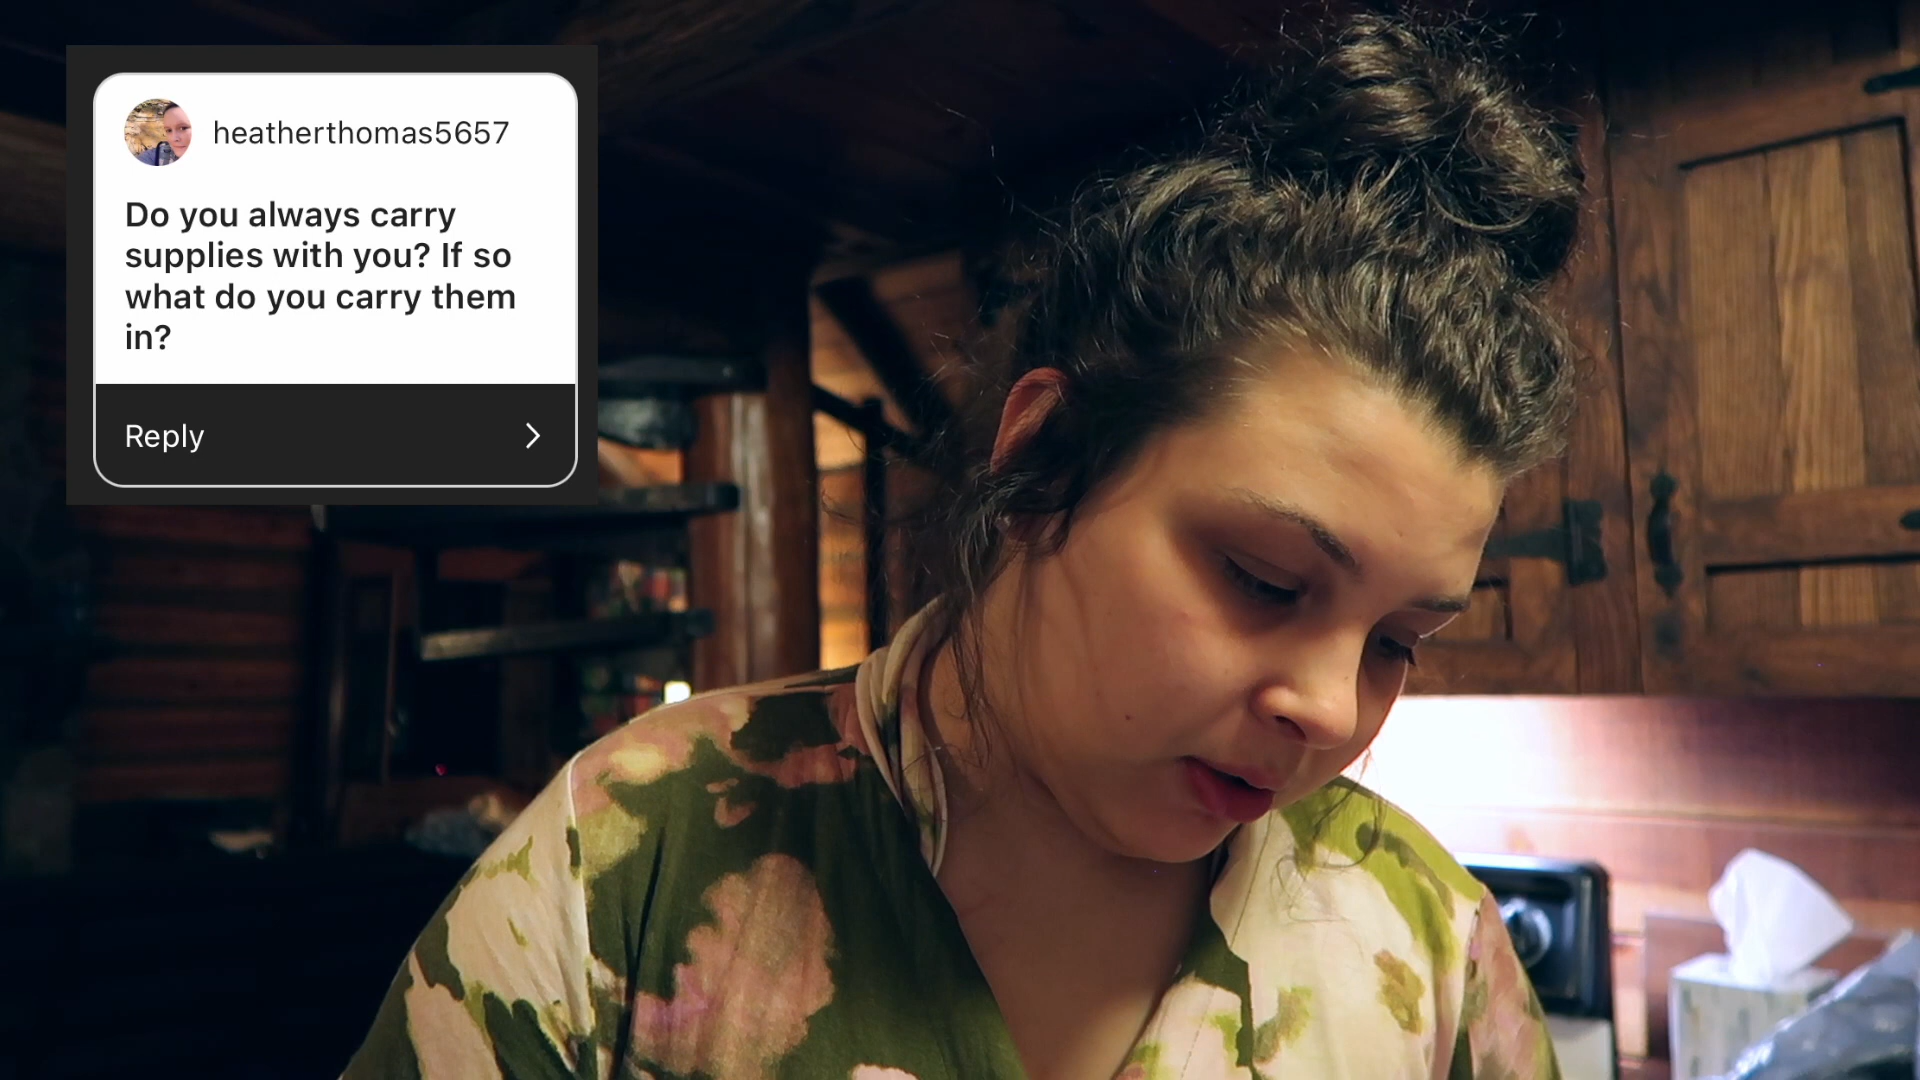 heatherthomas5657
Do you always carry
supplies with you? If so
what do you carry them
in?
Reply